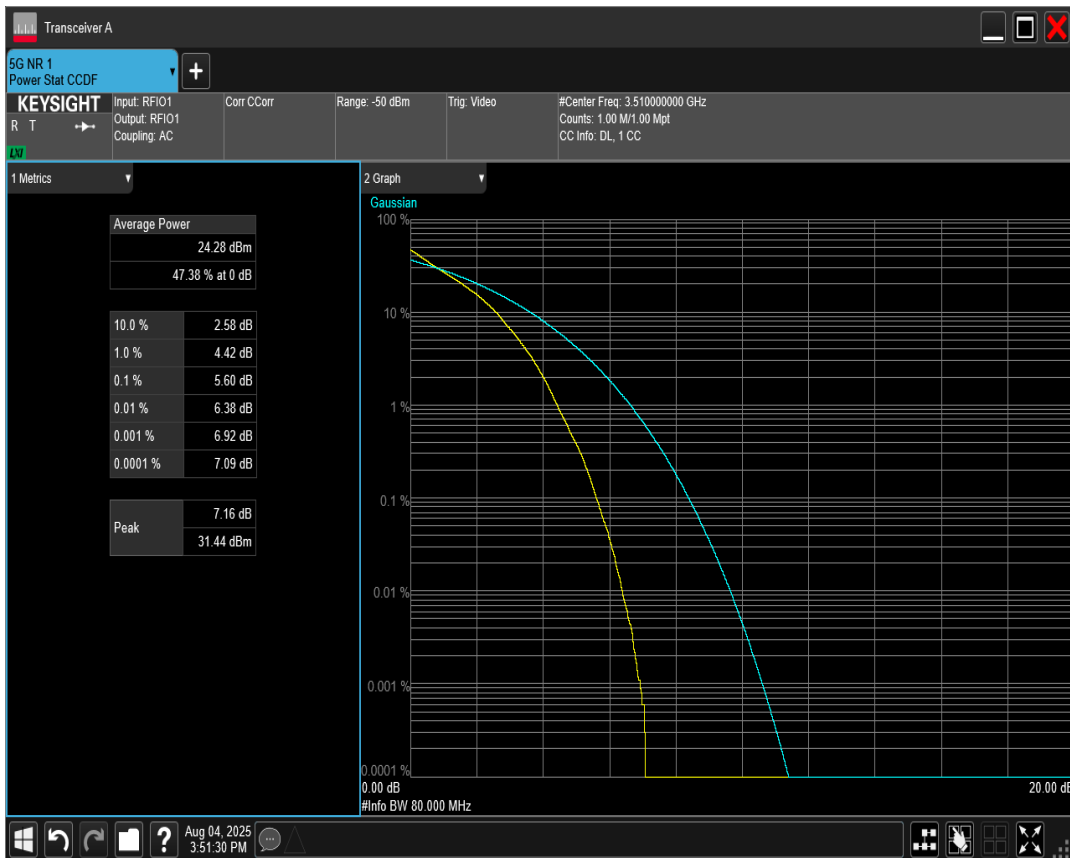 Transceiver A
5G NR 1
Power Stat CCDF
KEYSIGHT
R T
LXI
Input: RFIO1
Output: RFIO1
Coupling: AC
Corr CCorr
Range: -50 dBm
Trig: Video
#Center Freq: 3.510000000 GHz
Counts: 1.00 M/1.00 Mpt
CC Info: DL, 1 CC
1 Metrics
Average Power
24.28 dBm
47.38 % at 0 dB
10.0 % 2.58 dB
1.0 % 4.42 dB
0.1 % 5.60 dB
0.01 % 6.38 dB
0.001 % 6.92 dB
0.0001 % 7.09 dB
Peak
7.16 dB
31.44 dBm
2 Graph
Gaussian
100 %
10 %
1 %
0.1 %
0.01 %
0.001 %
0.0001 %
0.00 dB 20.00 dB
#Info BW 80.000 MHz
? Aug 04, 2025
3:51:30 PM